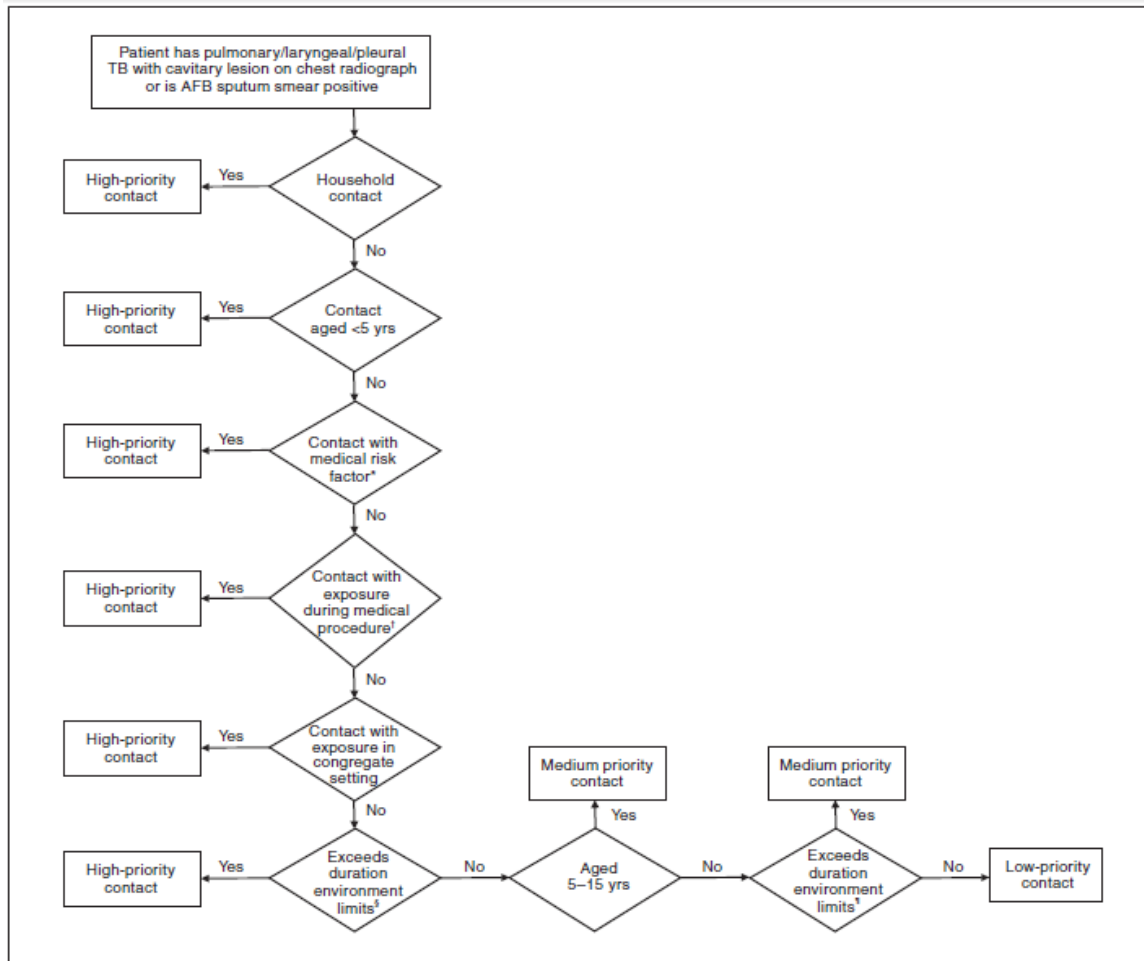 Patient has pulmonary/laryngeal/pleural
TB with cavitary lesion on chest radiograph
or is AFB sputum smear positive
High-priority
contact
Yes
Household
contact
No
High-priority
contact
Yes
Contact
aged <5 yrs
No
High-priority
contact
Yes
Contact with
medical risk
factor*
No
High-priority
contact
Yes
Contact with
exposure
during medical
procedure†
No
High-priority
contact
Yes
Contact with
exposure in
congregate
setting
No
High-priority
contact
Yes
Exceeds
duration
environment
limits§
No
Medium priority
contact
Yes
Aged
5–15 yrs
No
Medium priority
contact
Yes
Exceeds
duration
environment
limits¶
No
Low-priority
contact